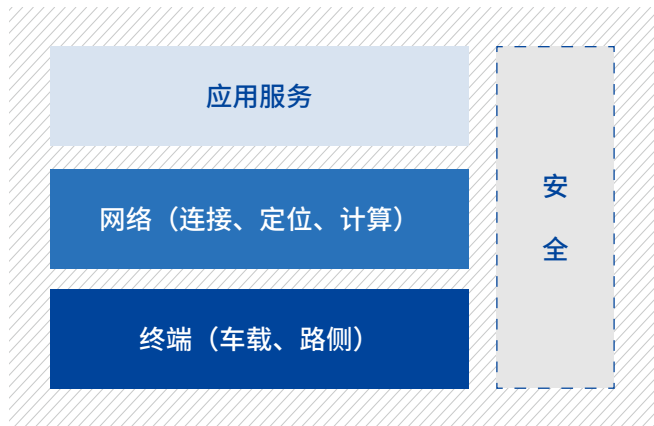 应用服务
网络（连接、定位、计算）
终端（车载、路侧）
安
全